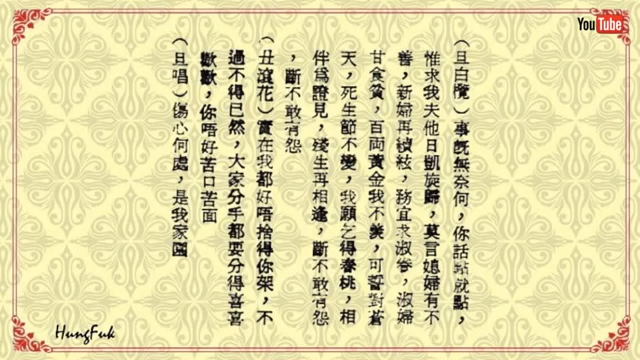 （旦白欖）事既無奈何，你話點就點，
惟求我夫他日凱旋歸，莫言媳婦有不
善，新婦再續絃，務宜求淑眷，淑婦
甘食貧，百両黃金我不羨，可誓對蒼
天，死生節不變，我願乞得春桃，相
伴為證見，殘生再相逢，斷不敢有怨
，斷不敢有怨
（丑滾花）實在我都好唔捨得你架，不
過不得已然，大家分手都要分得喜喜
歡歡，你唔好苦口苦面
（旦唱）傷心何處，是我家園
HungFuk
YouTube